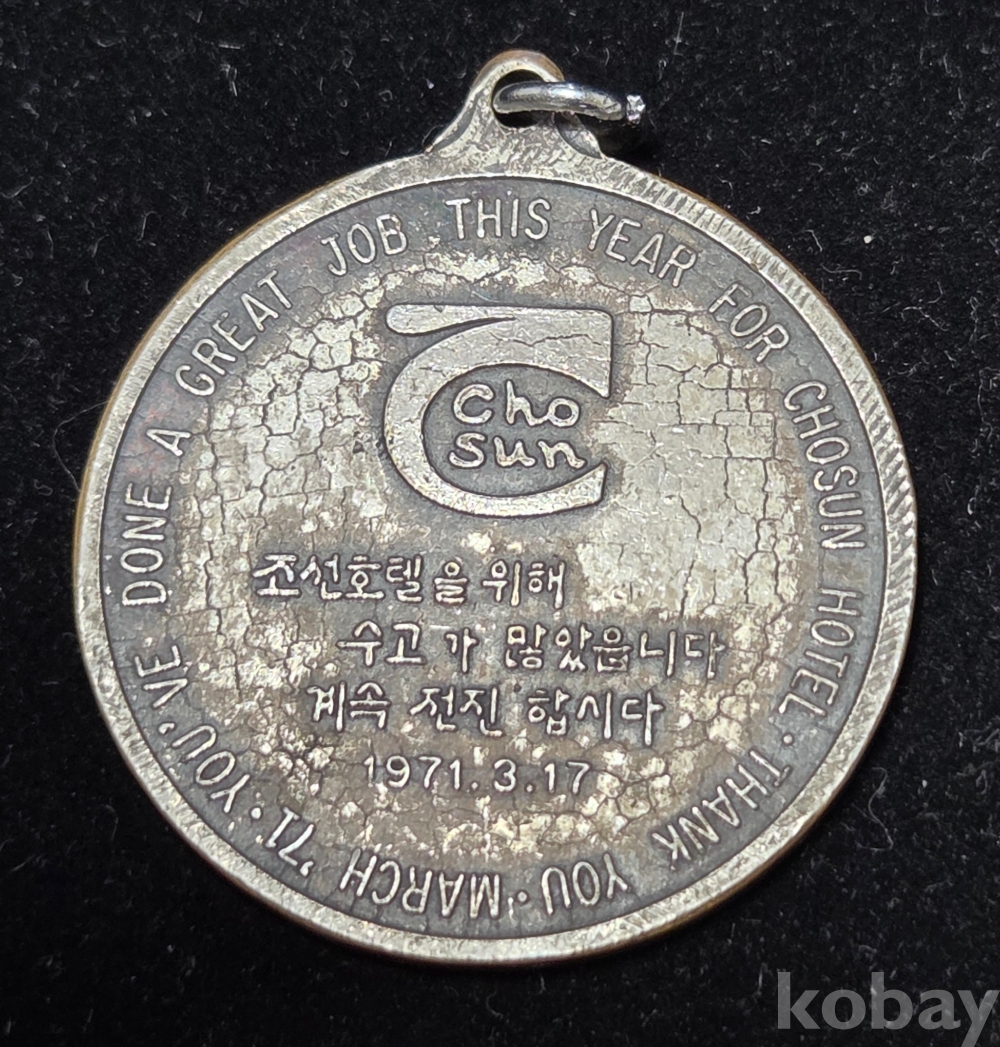 YOU'VE DONE A GREAT JOB THIS YEAR FOR CHOSUN HOTEL · THANK YOU · MARCH '71 ·
Cho
Sun
조선호텔을 위해
수고가 많았읍니다
계속 전진 합시다
1971.3.17
kobay